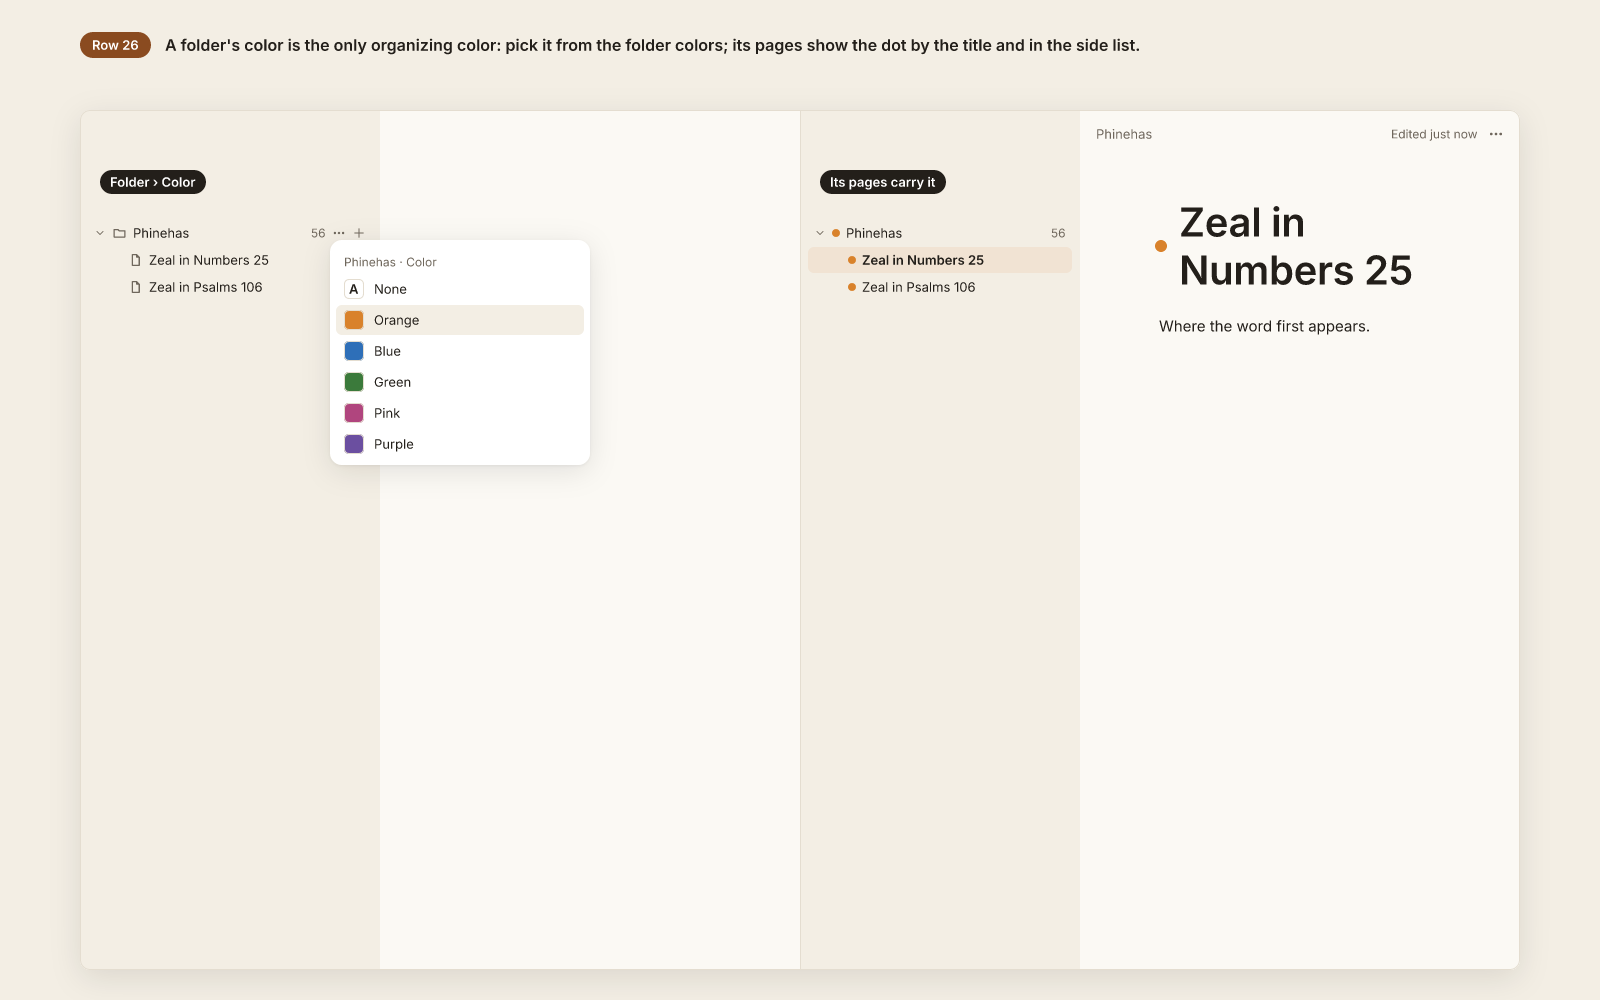 Row 26
A folder's color is the only organizing color: pick it from the folder colors; its pages show the dot by the title and in the side list.
Folder › Color
Phinehas 56
Zeal in Numbers 25
Zeal in Psalms 106
Phinehas · Color
A None
Orange
Blue
Green
Pink
Purple
Its pages carry it
Phinehas 56
Zeal in Numbers 25
Zeal in Psalms 106
Phinehas
Edited just now
Zeal in
Numbers 25
Where the word first appears.